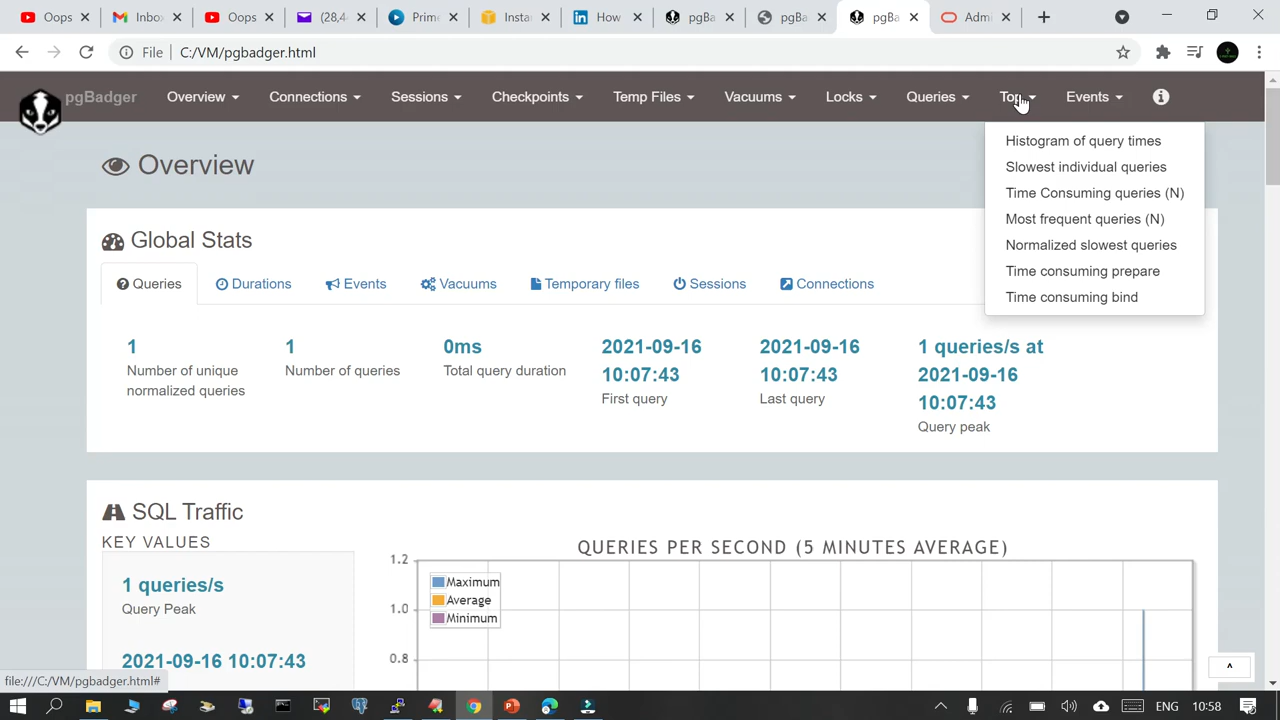 Oops
Inbo
Oops
(28,4
Prime
Insta
How
pgBa
pgBa
pgBa
Adm
File
C:/VM/pgbadger.html
pgBadger
Overview
Connections
Sessions
Checkpoints
Temp Files
Vacuums
Locks
Queries
Top
Events
Histogram of query times
Slowest individual queries
Time Consuming queries (N)
Most frequent queries (N)
Normalized slowest queries
Time consuming prepare
Time consuming bind
Overview
Global Stats
Queries
Durations
Events
Vacuums
Temporary files
Sessions
Connections
1
Number of unique
normalized queries
1
Number of queries
0ms
Total query duration
2021-09-16
10:07:43
First query
2021-09-16
10:07:43
Last query
1 queries/s at
2021-09-16
10:07:43
Query peak
SQL Traffic
KEY VALUES
1 queries/s
Query Peak
2021-09-16 10:07:43
QUERIES PER SECOND (5 MINUTES AVERAGE)
1.2
1.0
0.8
Maximum
Average
Minimum
file:///C:/VM/pgbadger.html#
ENG
10:58